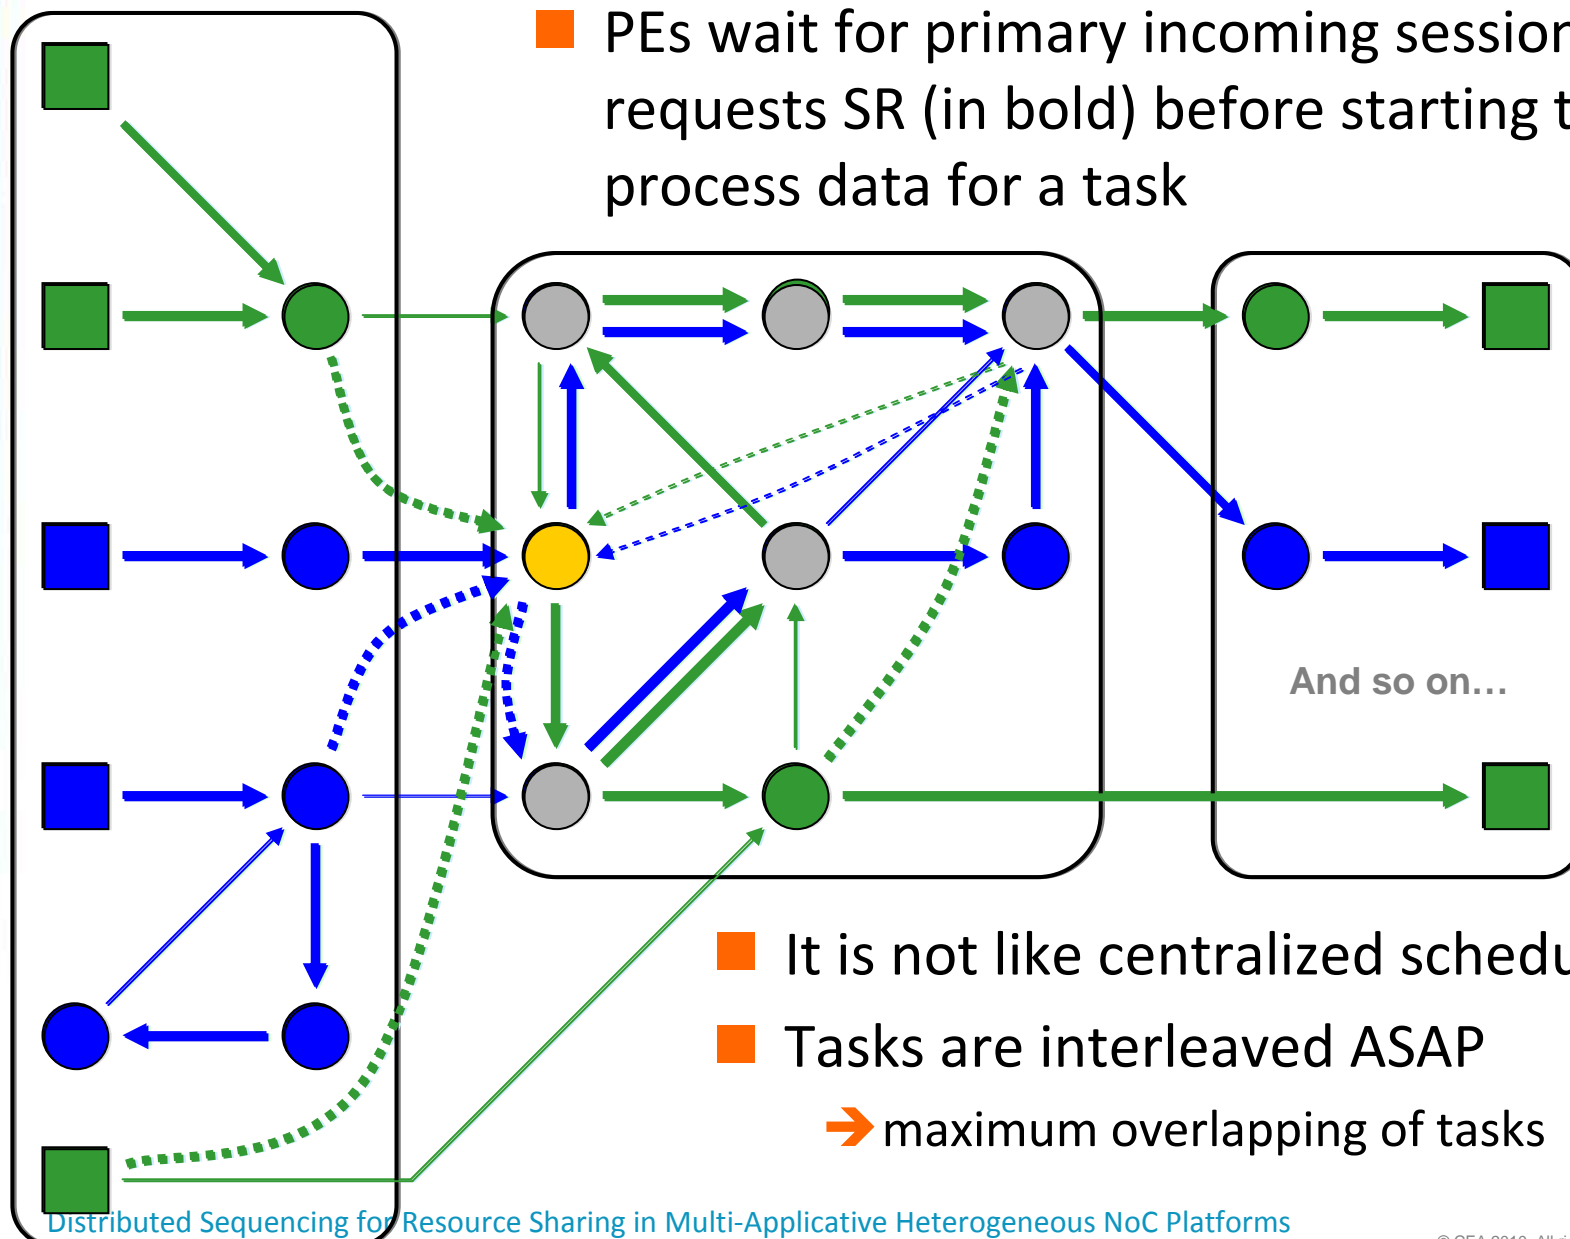 PEs wait for primary incoming session
requests SR (in bold) before starting t
process data for a task
And so on...
It is not like centralized schedu
Tasks are interleaved ASAP
maximum overlapping of tasks
Distributed Sequencing for Resource Sharing in Multi-Applicative Heterogeneous NoC Platforms